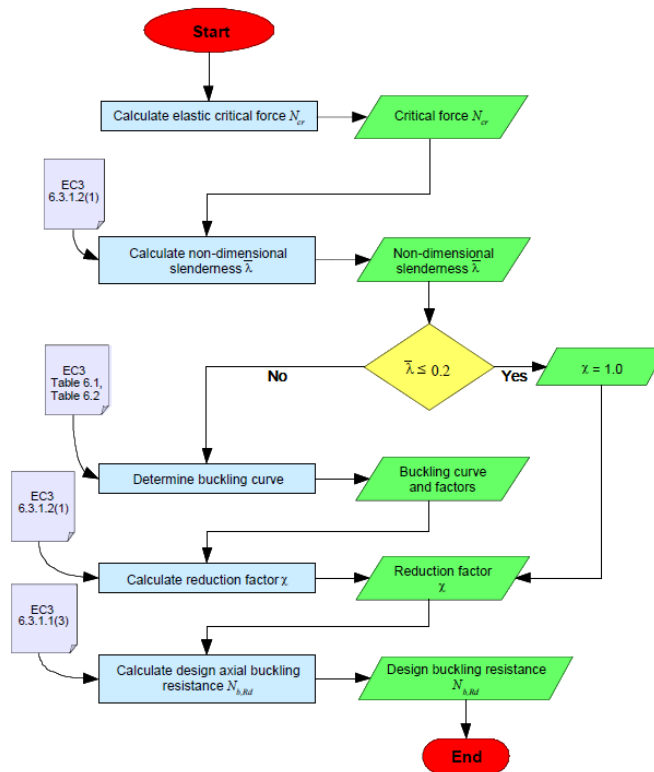 Start
Calculate elastic critical force N_cr
Critical force N_cr
EC3
6.3.1.2(1)
Calculate non-dimensional
slenderness λ̅
Non-dimensional
slenderness λ̅
EC3
Table 6.1,
Table 6.2
No
λ̅ ≤ 0.2
Yes
χ = 1.0
Determine buckling curve
Buckling curve
and factors
EC3
6.3.1.2(1)
Calculate reduction factor χ
Reduction factor
χ
EC3
6.3.1.1(3)
Calculate design axial buckling
resistance N_b,Rd
Design buckling resistance
N_b,Rd
End